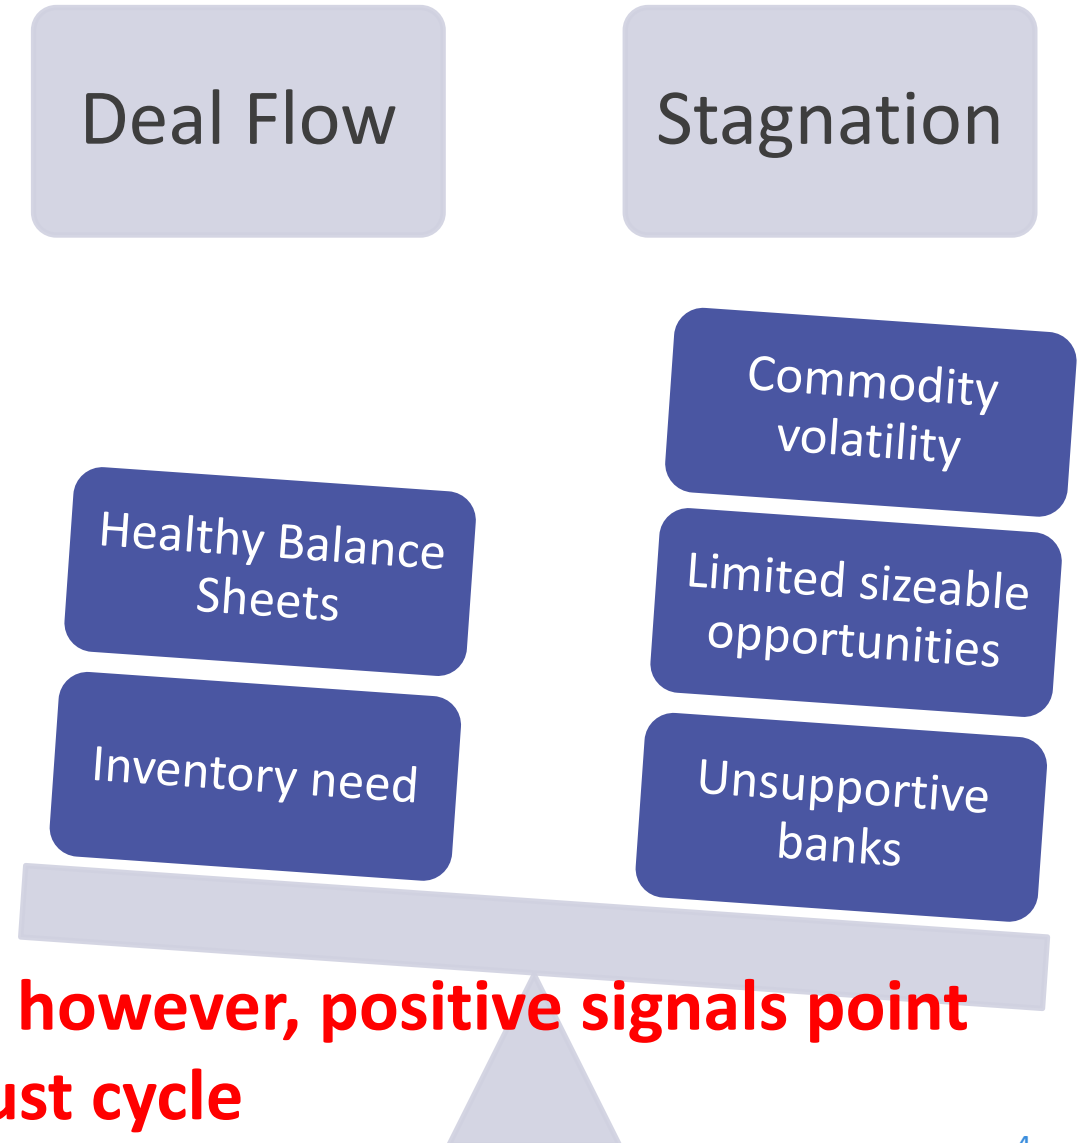 Deal Flow
Stagnation
Healthy Balance
Sheets
Inventory need
Commodity
volatility
Limited sizeable
opportunities
Unsupportive
banks
however, positive signals point
cycle